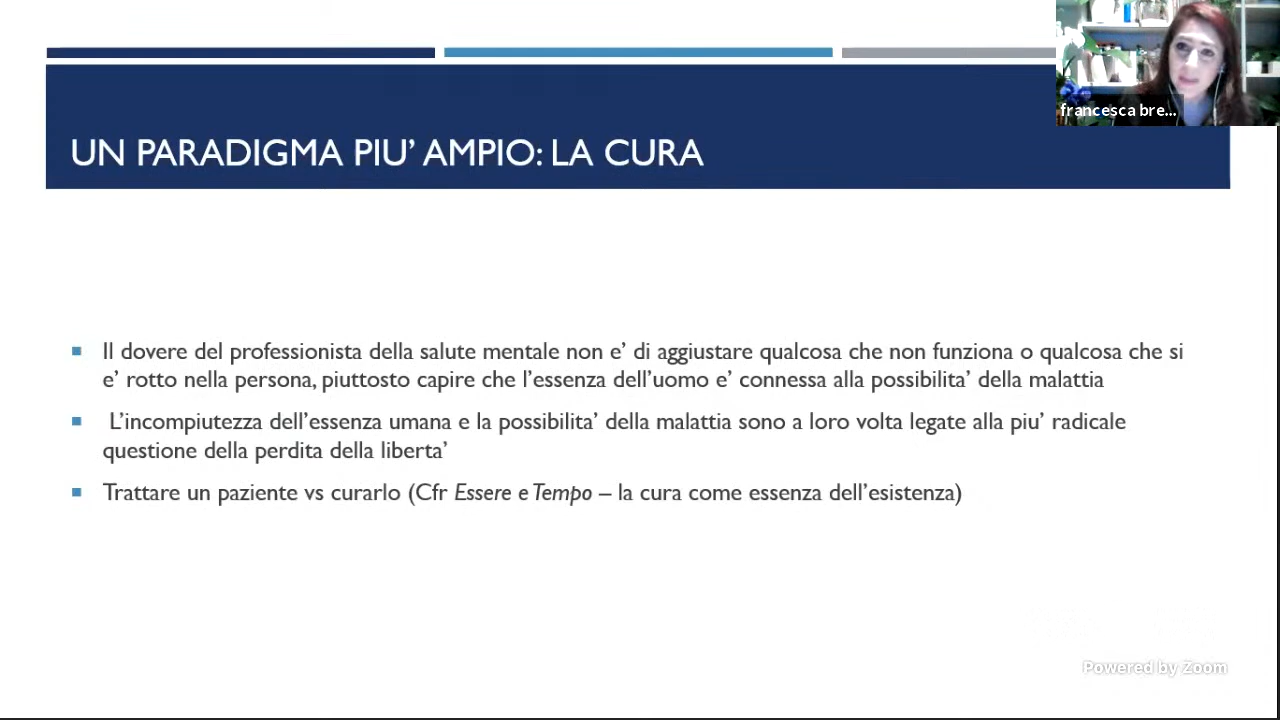 francesca bre...
UN PARADIGMA PIU' AMPIO: LA CURA
Il dovere del professionista della salute mentale non e' di aggiustare qualcosa che non funziona o qualcosa che si
e' rotto nella persona, piuttosto capire che l'essenza dell'uomo e' connessa alla possibilita' della malattia
L'incompiutezza dell'essenza umana e la possibilita' della malattia sono a loro volta legate alla piu' radicale
questione della perdita della liberta'
Trattare un paziente vs curarlo (Cfr Essere e Tempo – la cura come essenza dell'esistenza)
Powered by Zoom